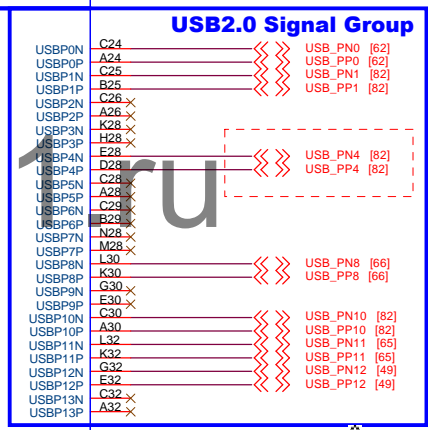 USB2.0 Signal Group
USBP0N C24 USB_PN0 [62]
USBP0P A24 USB_PP0 [62]
USBP1N C25 USB_PN1 [82]
USBP1P B25 USB_PP1 [82]
USBP2N C26
USBP2P A26
USBP3N K28
USBP3P H28
USBP4N E28 USB_PN4 [82]
USBP4P D28 USB_PP4 [82]
USBP5N C28
USBP5P A28
USBP6N C29
USBP6P B29
USBP7N N28
USBP7P M28
USBP8N L30 USB_PN8 [66]
USBP8P K30 USB_PP8 [66]
USBP9N G30
USBP9P E30
USBP10N C30 USB_PN10 [82]
USBP10P A30 USB_PP10 [82]
USBP11N L32 USB_PN11 [65]
USBP11P K32 USB_PP11 [65]
USBP12N G32 USB_PN12 [49]
USBP12P E32 USB_PP12 [49]
USBP13N C32
USBP13P A32
1.ru